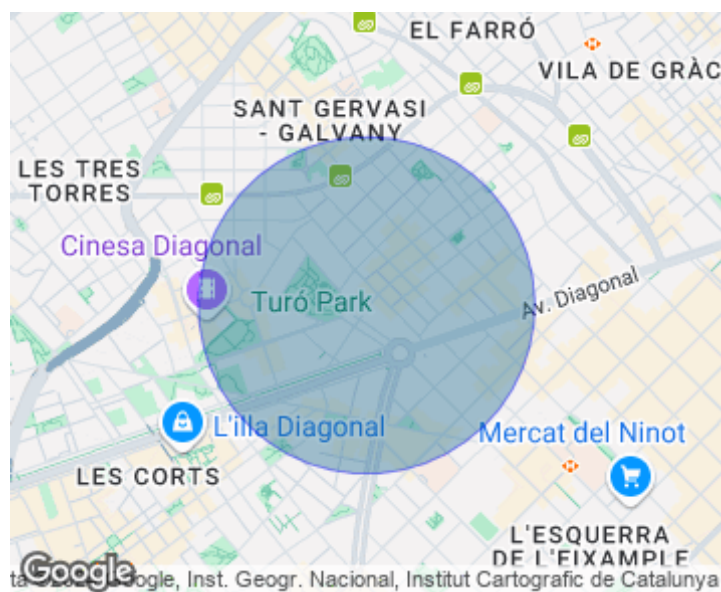 EL FARRÓ
VILA DE GRÀC
SANT GERVASI
- GALVANY
LES TRES
TORRES
Cinesa Diagonal
Turó Park
Av. Diagonal
L'illa Diagonal
Mercat del Ninot
LES CORTS
L'ESQUERRA
DE L'EIXAMPLE
Google
Google, Inst. Geogr. Nacional, Institut Cartogràfic de Catalunya